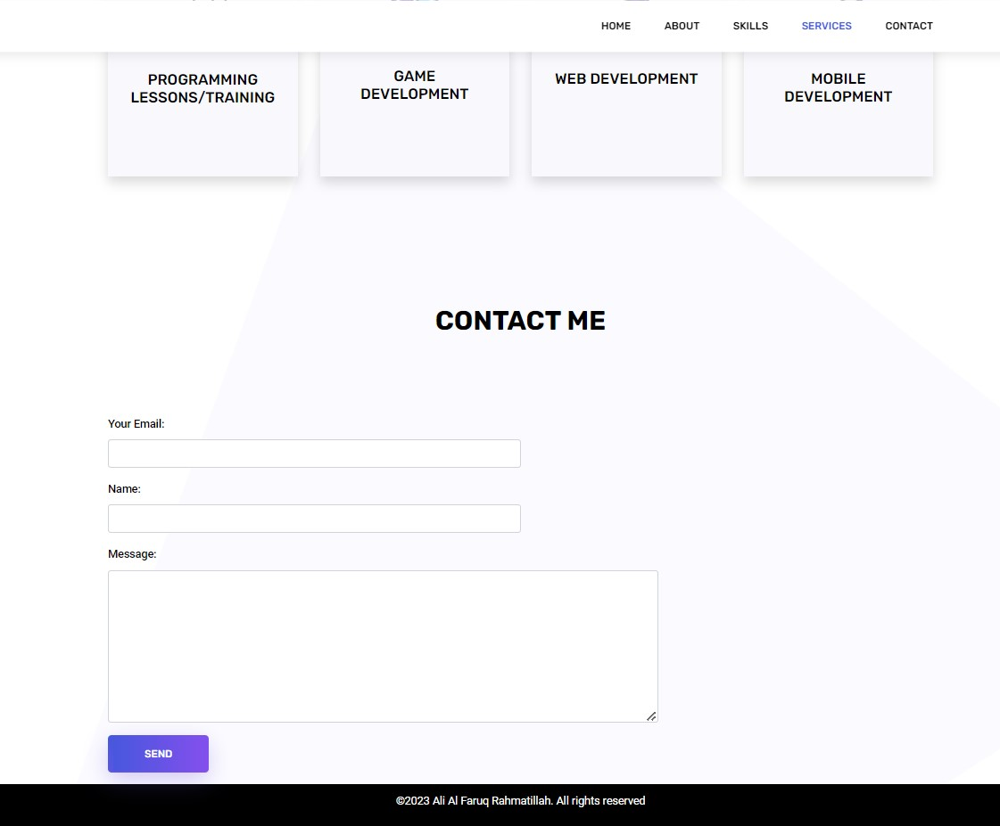 HOME ABOUT SKILLS SERVICES CONTACT
PROGRAMMING
LESSONS/TRAINING
GAME
DEVELOPMENT
WEB DEVELOPMENT
MOBILE
DEVELOPMENT
CONTACT ME
Your Email:
Name:
Message:
SEND
©2023 Ali Al Faruq Rahmatillah. All rights reserved